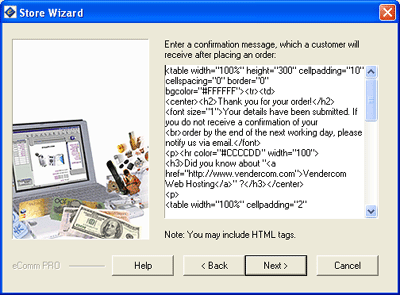 Store Wizard
Enter a confirmation message, which a customer will
receive after placing an order:
<table width="100%" height="300" cellpadding="10"
cellspacing="0" border="0"
bgcolor="#FFFFFF"><tr><td>
<center><h2>Thank you for your order!</h2>
<font size="1">Your details have been submitted. If
you do not receive a confirmation of your
<br>order by the end of the next working day, please
notify us via email.</font>
<p><hr color="#CCCCDD" width="100">
<h3>Did you know about "<a
href="http://www.vendercom.com">Vendercom
Web Hosting</a>" ?</h3></center>
<p>
<table width="100%" cellpadding="2"
Note: You may include HTML tags.
eComm PRO
Help
< Back
Next >
Cancel